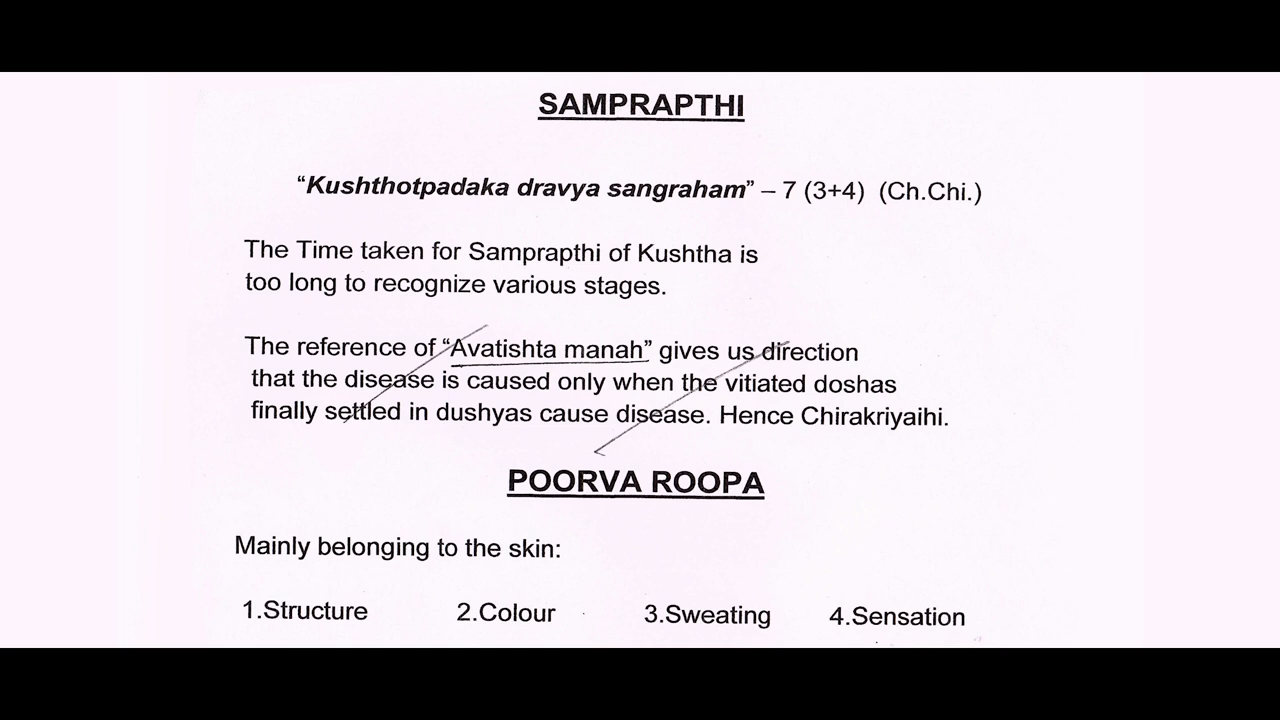 SAMPRAPTHI
“Kushthotpadaka dravya sangraham” – 7 (3+4) (Ch.Chi.)
The Time taken for Samprapthi of Kushtha is
too long to recognize various stages.
The reference of “Avatishta manah” gives us direction
that the disease is caused only when the vitiated doshas
finally settled in dushyas cause disease. Hence Chirakriyaihi.
POORVA ROOPA
Mainly belonging to the skin:
1.Structure 2.Colour 3.Sweating 4.Sensation